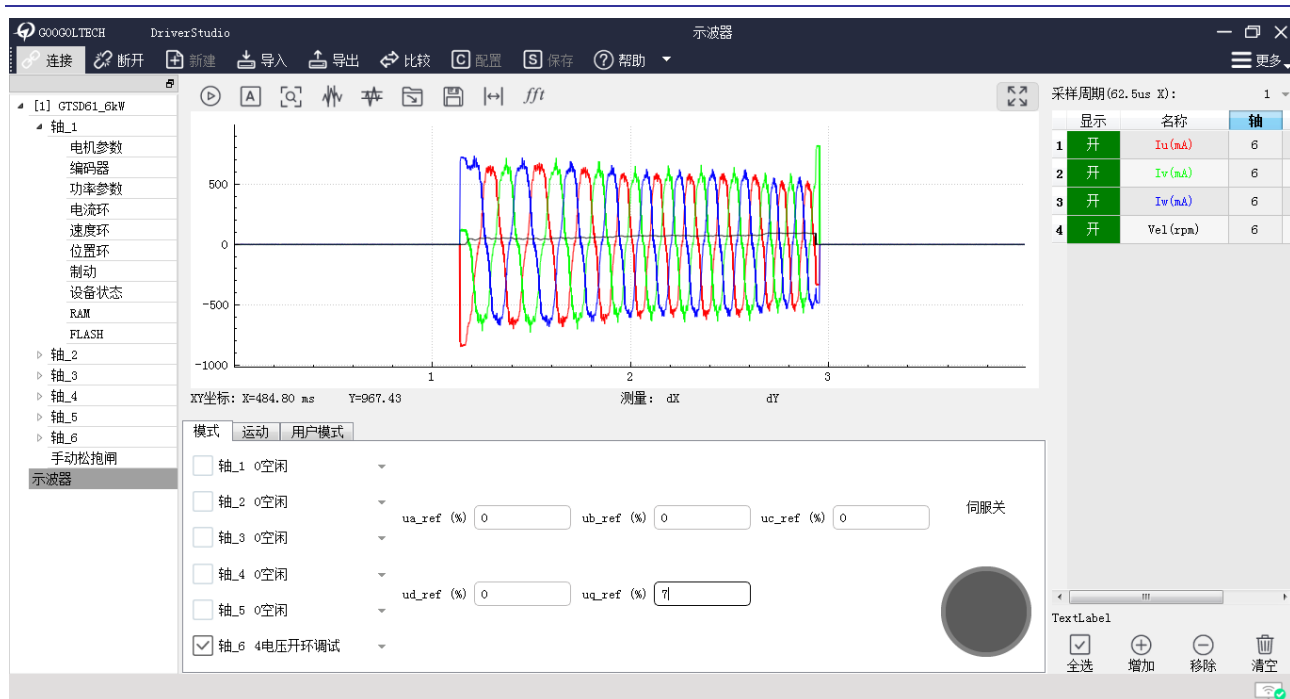 GOOGOLTECH DriverStudio 示波器
连接 断开 新建 导入 导出 比较 C 配置 S 保存 ? 帮助 更多
[1] GTSD61_6kW
轴_1
电机参数
编码器
功率参数
电流环
速度环
位置环
制动
设备状态
RAM
FLASH
轴_2
轴_3
轴_4
轴_5
轴_6
手动松抱闸
示波器
A fft
500
0
-500
-1000
1 2 3
XY坐标: X=484.80 ms Y=967.43 测量: dX dY
模式 运动 用户模式
轴_1 0空闲
轴_2 0空闲
轴_3 0空闲
轴_4 0空闲
轴_5 0空闲
轴_6 4电压开环调试
ua_ref (%) 0 ub_ref (%) 0 uc_ref (%) 0
ud_ref (%) 0 uq_ref (%) 7
伺服关
采样周期(62.5us X): 1
显示 名称 轴
1 开 Iu(mA) 6
2 开 Iv(mA) 6
3 开 Iw(mA) 6
4 开 Vel(rpm) 6
TextLabel
全选 增加 移除 清空